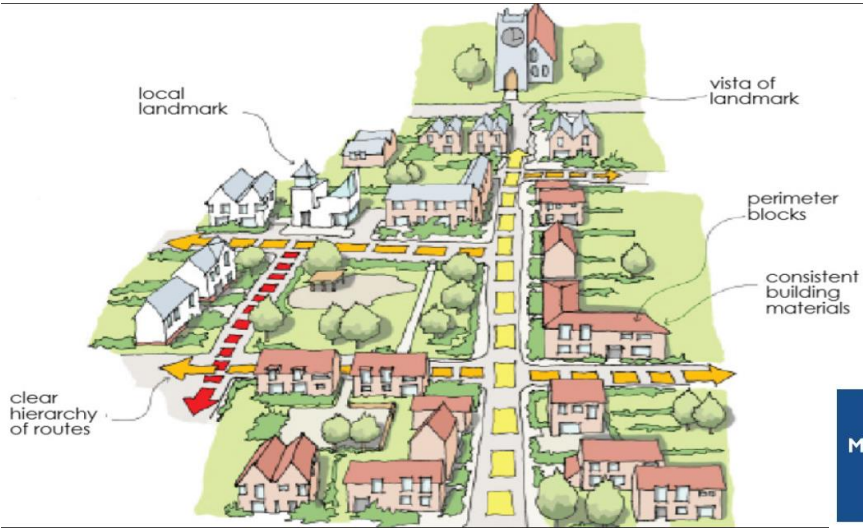 local
landmark
vista of
landmark
perimeter
blocks
consistent
building
materials
clear
hierarchy
of routes
M